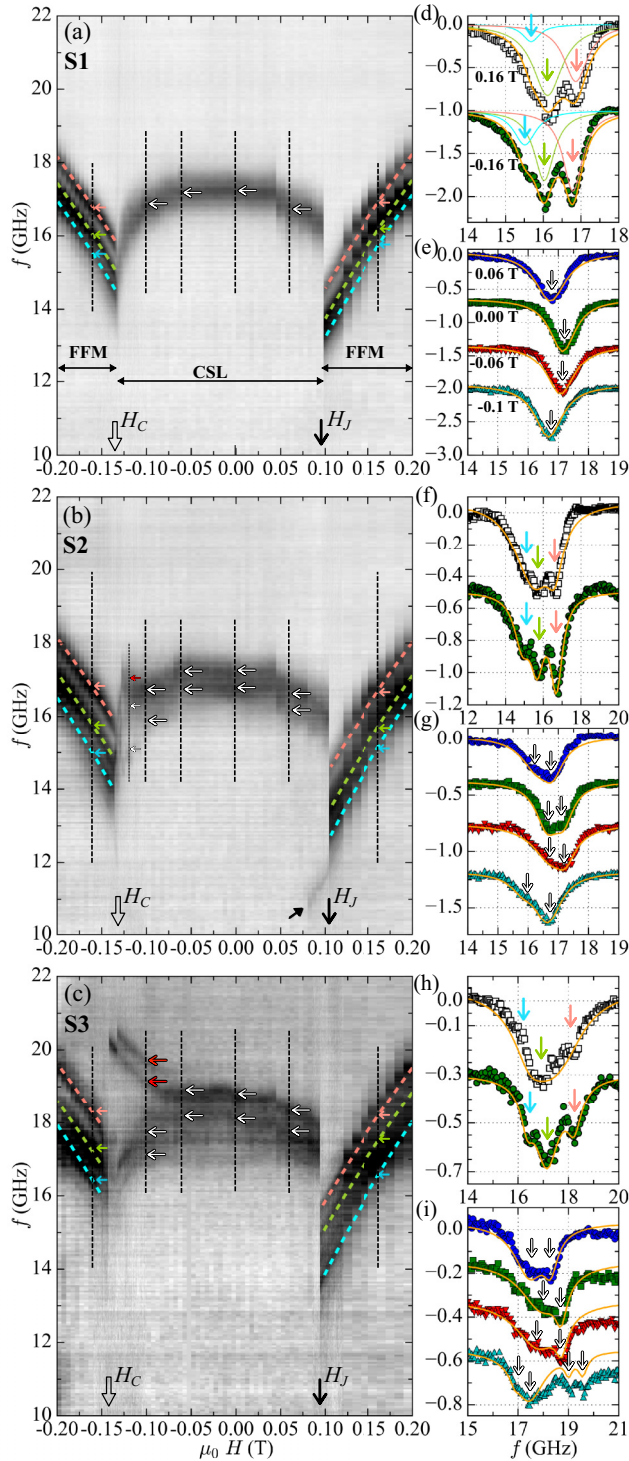 (a)
S1
22
20
18
16
14
12
10
f (GHz)
FFM
CSL
FFM
H_C
H_J
-0.20 -0.15 -0.10 -0.05 0.00 0.05 0.10 0.15 0.20
(d)
0.0
−0.5
−1.0
−1.5
−2.0
0.16 T
-0.16 T
14 15 16 17 18 19
(e)
0.0
−0.5
−1.0
−1.5
−2.0
−2.5
−3.0
0.06 T
0.00 T
-0.06 T
-0.1 T
14 15 16 17 18 19
(b)
S2
22
20
18
16
14
12
10
f (GHz)
H_C
H_J
-0.20 -0.15 -0.10 -0.05 0.00 0.05 0.10 0.15 0.20
(f)
0.0
−0.2
−0.4
−0.6
−0.8
−1.0
−1.2
12 14 16 18 20
(g)
0.0
−0.5
−1.0
−1.5
14 15 16 17 18 19
(c)
S3
22
20
18
16
14
12
10
f (GHz)
H_C
H_J
-0.20 -0.15 -0.10 -0.05 0.00 0.05 0.10 0.15 0.20
μ0 H (T)
(h)
0.0
−0.1
−0.3
−0.4
−0.6
−0.7
14 15 16 17 18 19 20
(i)
0.0
−0.2
−0.4
−0.6
−0.8
15 16 17 18 19 20 21
f (GHz)